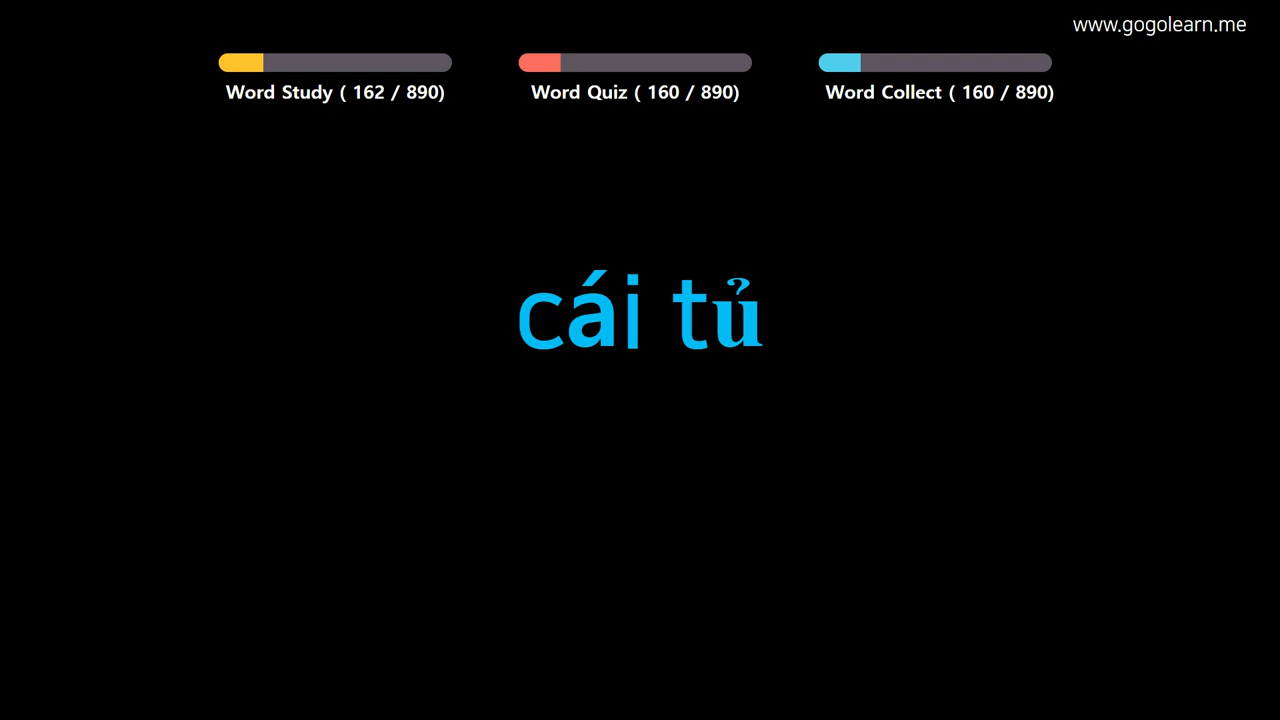 www.gogolearn.me
Word Study ( 162 / 890)
Word Quiz ( 160 / 890)
Word Collect ( 160 / 890)
cái tủ